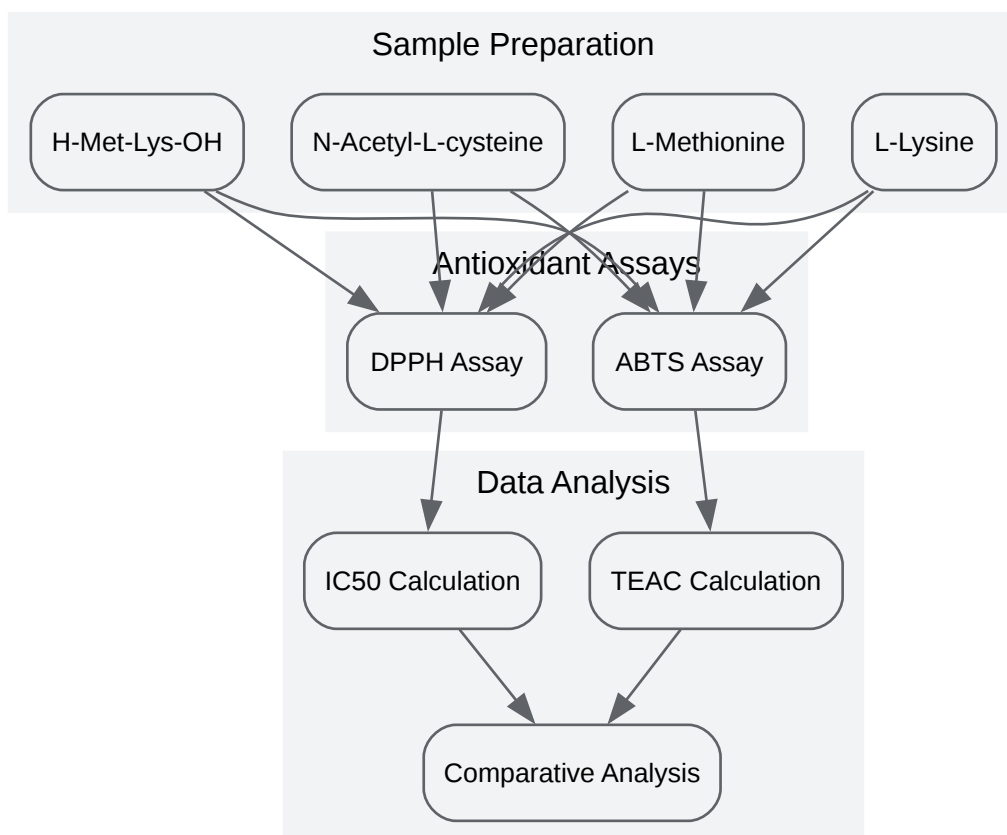 Sample Preparation
H-Met-Lys-OH
N-Acetyl-L-cysteine
L-Methionine
L-Lysine
Antioxidant Assays
DPPH Assay
ABTS Assay
Data Analysis
IC50 Calculation
TEAC Calculation
Comparative Analysis